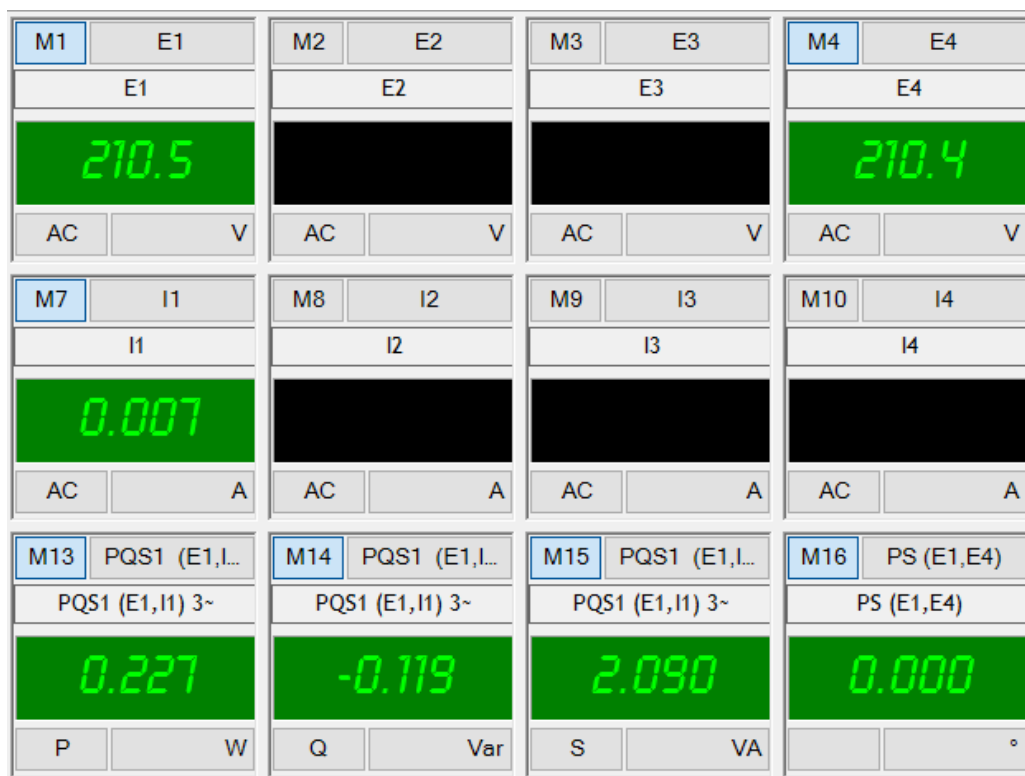 M1 E1 M2 E2 M3 E3 M4 E4
E1 E2 E3 E4
210.5 210.4
AC V AC V AC V AC V
M7 I1 M8 I2 M9 I3 M10 I4
I1 I2 I3 I4
0.007
AC A AC A AC A AC A
M13 PQS1 (E1,I... M14 PQS1 (E1,I... M15 PQS1 (E1,I... M16 PS (E1,E4)
PQS1 (E1,I1) 3~ PQS1 (E1,I1) 3~ PQS1 (E1,I1) 3~ PS (E1,E4)
0.227 -0.119 2.090 0.000
P W Q Var S VA °